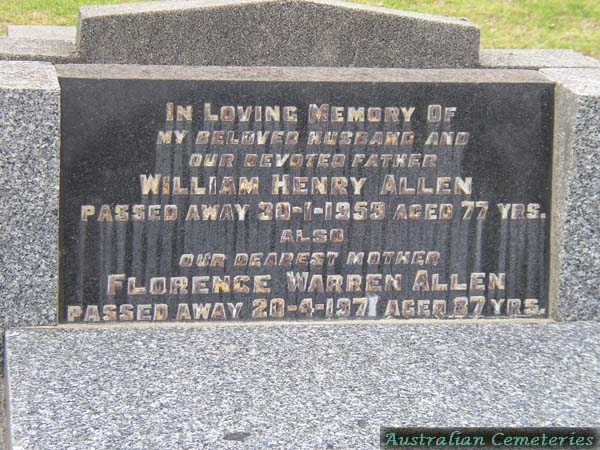 In Loving Memory Of
My Beloved Husband And
Our Devoted Father
William Henry Allen
Passed Away 30-1-1959 Aged 77 Yrs.
Also
Our Dearest Mother
Florence Warren Allen
Passed Away 20-4-1971 Aged 87 Yrs.
Australian Cemeteries